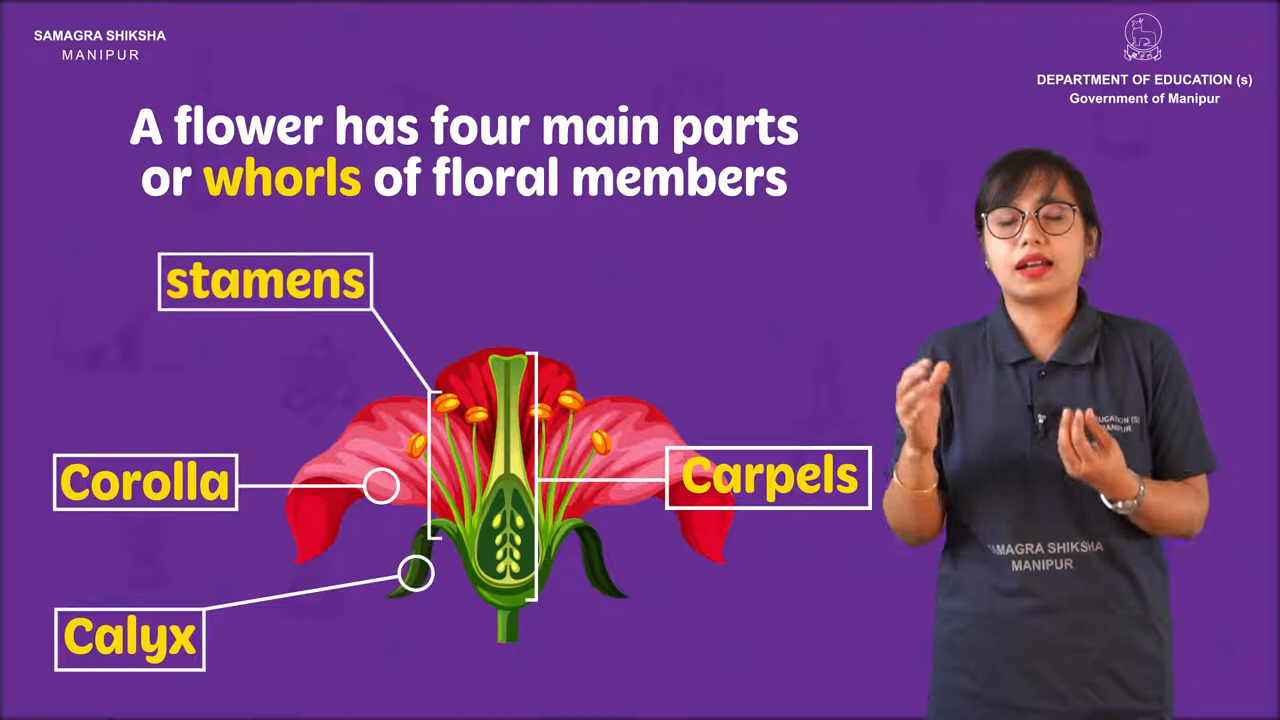 SAMAGRA SHIKSHA
MANIPUR
DEPARTMENT OF EDUCATION (s)
Government of Manipur
A flower has four main parts
or whorls of floral members
stamens
Corolla
Carpels
Calyx
MANIPUR
SHIKSHA
MANIPUR